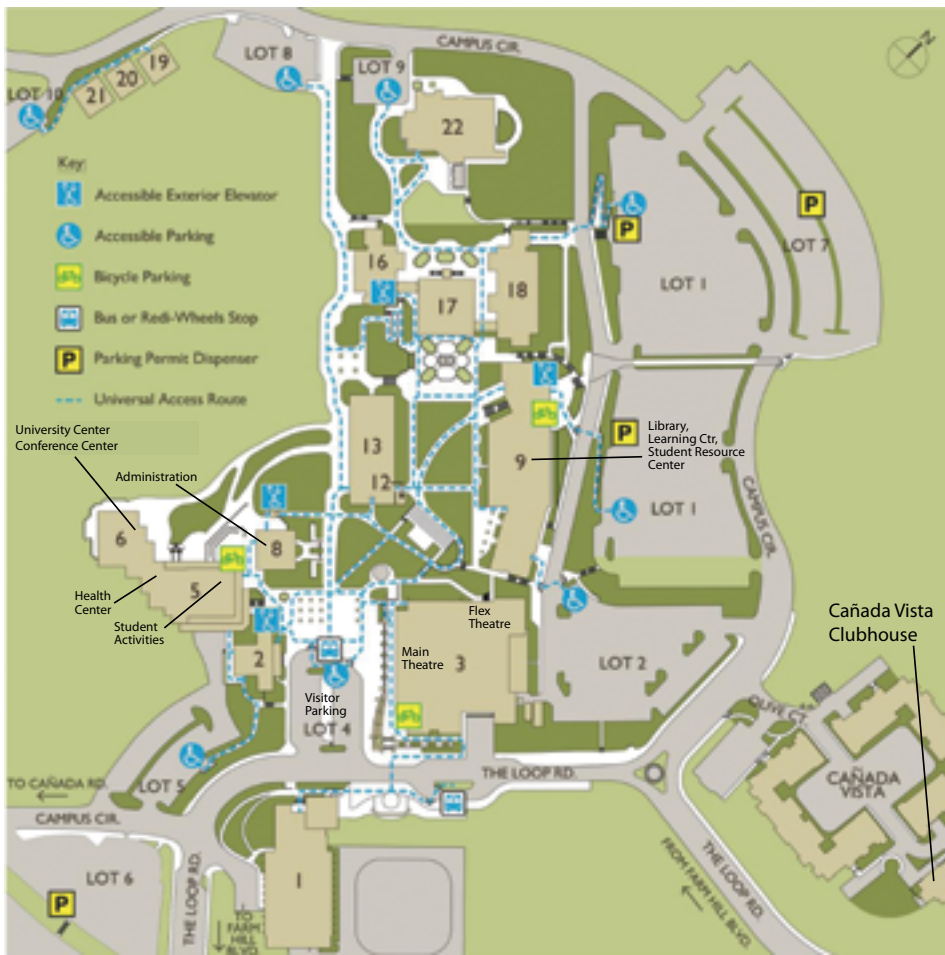 LOT 8
CAMPUS CIR.
N
LOT 9
LOT 10
21
20
19
22
Key:
Accessible Exterior Elevator
Accessible Parking
Bicycle Parking
Bus or Redi-Wheels Stop
P
Parking Permit Dispenser
Universal Access Route
P
P
LOT 7
LOT 1
16
17
18
University Center
Conference Center
Administration
13
12
9
P
Library,
Learning Ctr,
Student Resource
Center
LOT 1
CAMPUS CIR.
6
8
5
Health
Center
Student
Activities
2
Flex
Theatre
Main
Theatre
3
LOT 2
Cañada Vista
Clubhouse
Visitor
Parking
LOT 4
OLIVE CT.
CAÑADA
VISTA
TO CAÑADA RD.
LOT 5
CAMPUS CIR.
THE LOOP RD.
LOT 6
P
THE LOOP RD.
1
TO
FARM
HILL
BLVD.
FROM FARM HILL BLVD.
THE LOOP RD.